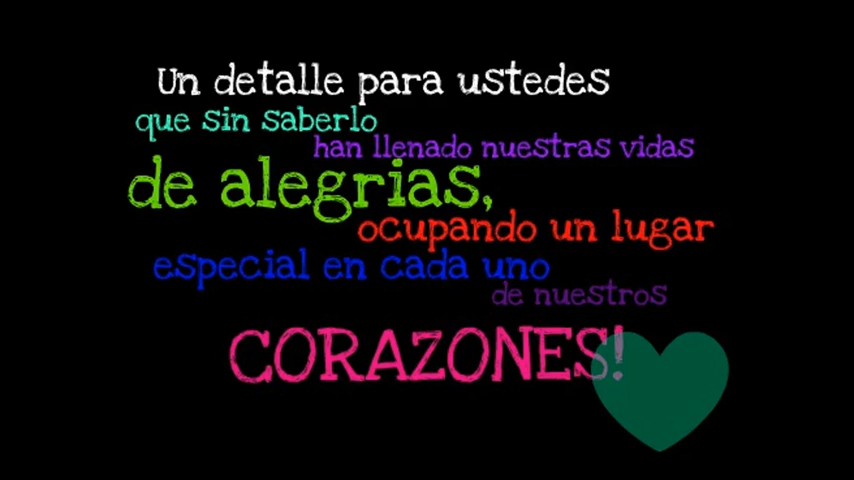 Un detalle para ustedes
que sin saberlo
han llenado nuestras vidas
de alegrias,
ocupando un lugar
especial en cada uno
de nuestros
CORAZONES!